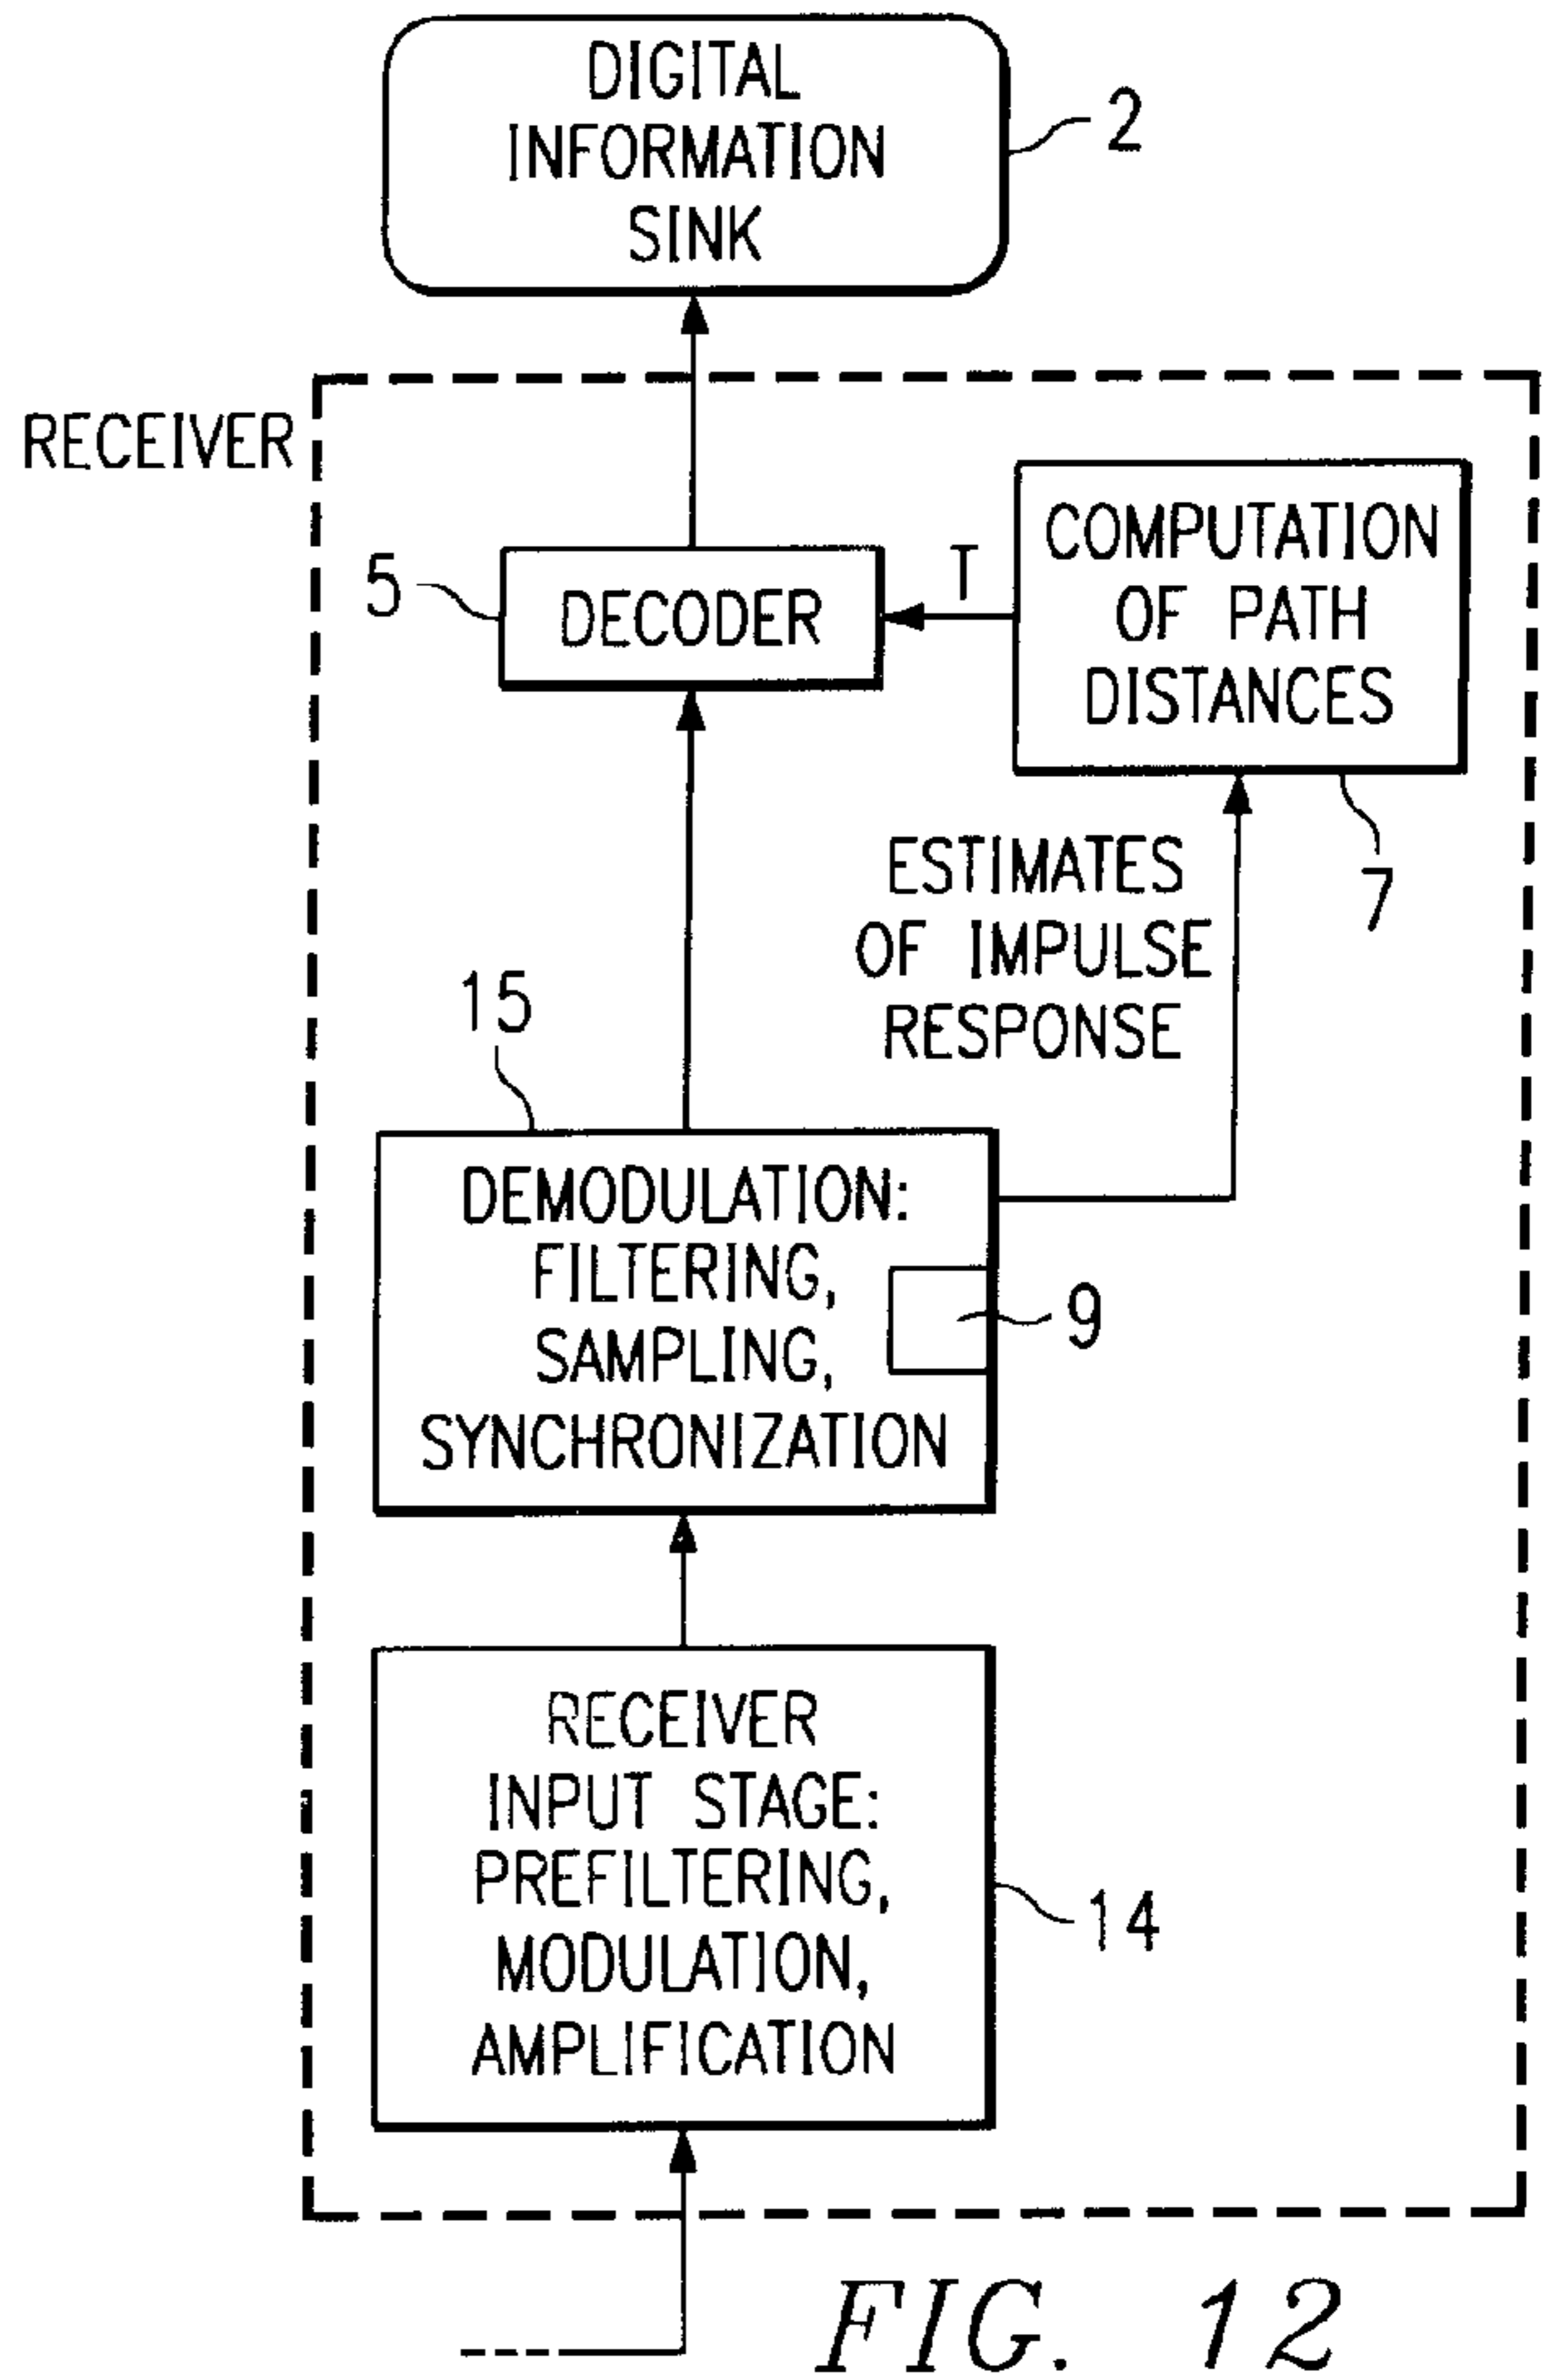 DIGITAL
INFORMATION
SINK
2
RECEIVER
COMPUTATION
OF PATH
DISTANCES
5
DECODER
T
7
ESTIMATES
OF IMPULSE
RESPONSE
15
DEMODULATION:
FILTERING,
SAMPLING,
SYNCHRONIZATION
9
RECEIVER
INPUT STAGE:
PREFILTERING,
MODULATION,
AMPLIFICATION
14
FIG. 12